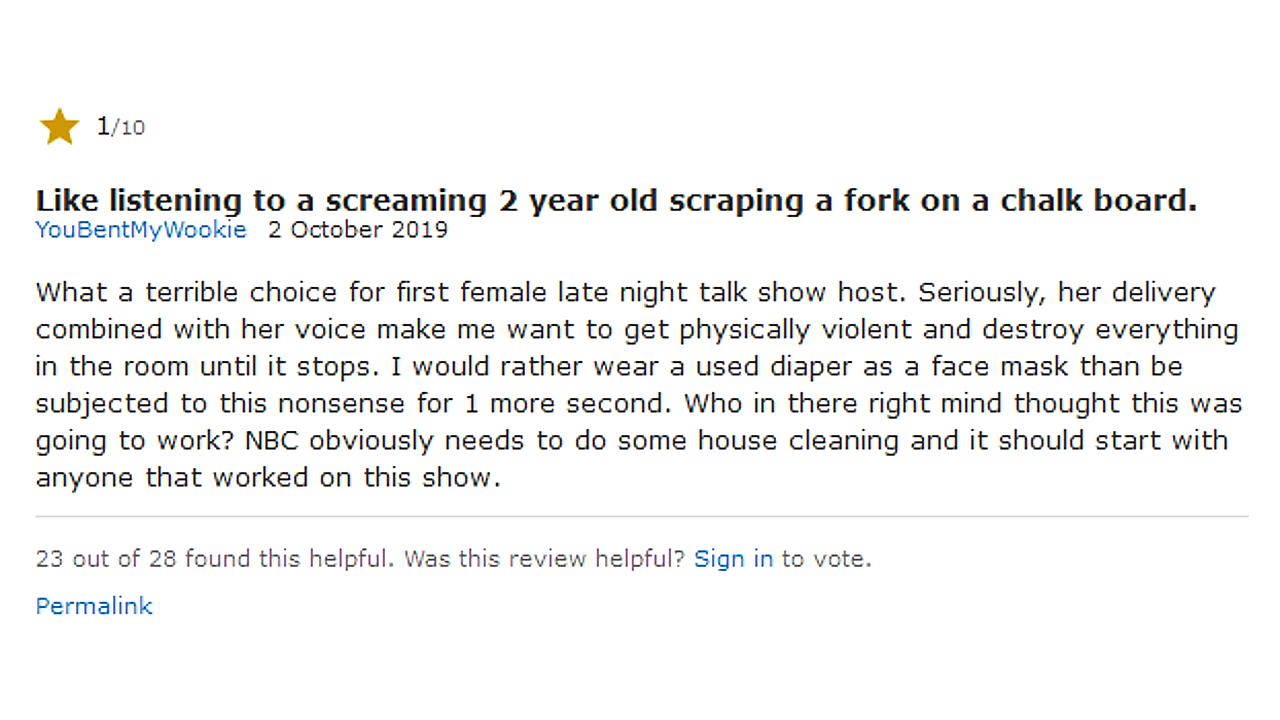 1/10
Like listening to a screaming 2 year old scraping a fork on a chalk board.
YouBentMyWookie 2 October 2019
What a terrible choice for first female late night talk show host. Seriously, her delivery
combined with her voice make me want to get physically violent and destroy everything
in the room until it stops. I would rather wear a used diaper as a face mask than be
subjected to this nonsense for 1 more second. Who in there right mind thought this was
going to work? NBC obviously needs to do some house cleaning and it should start with
anyone that worked on this show.
23 out of 28 found this helpful. Was this review helpful? Sign in to vote.
Permalink